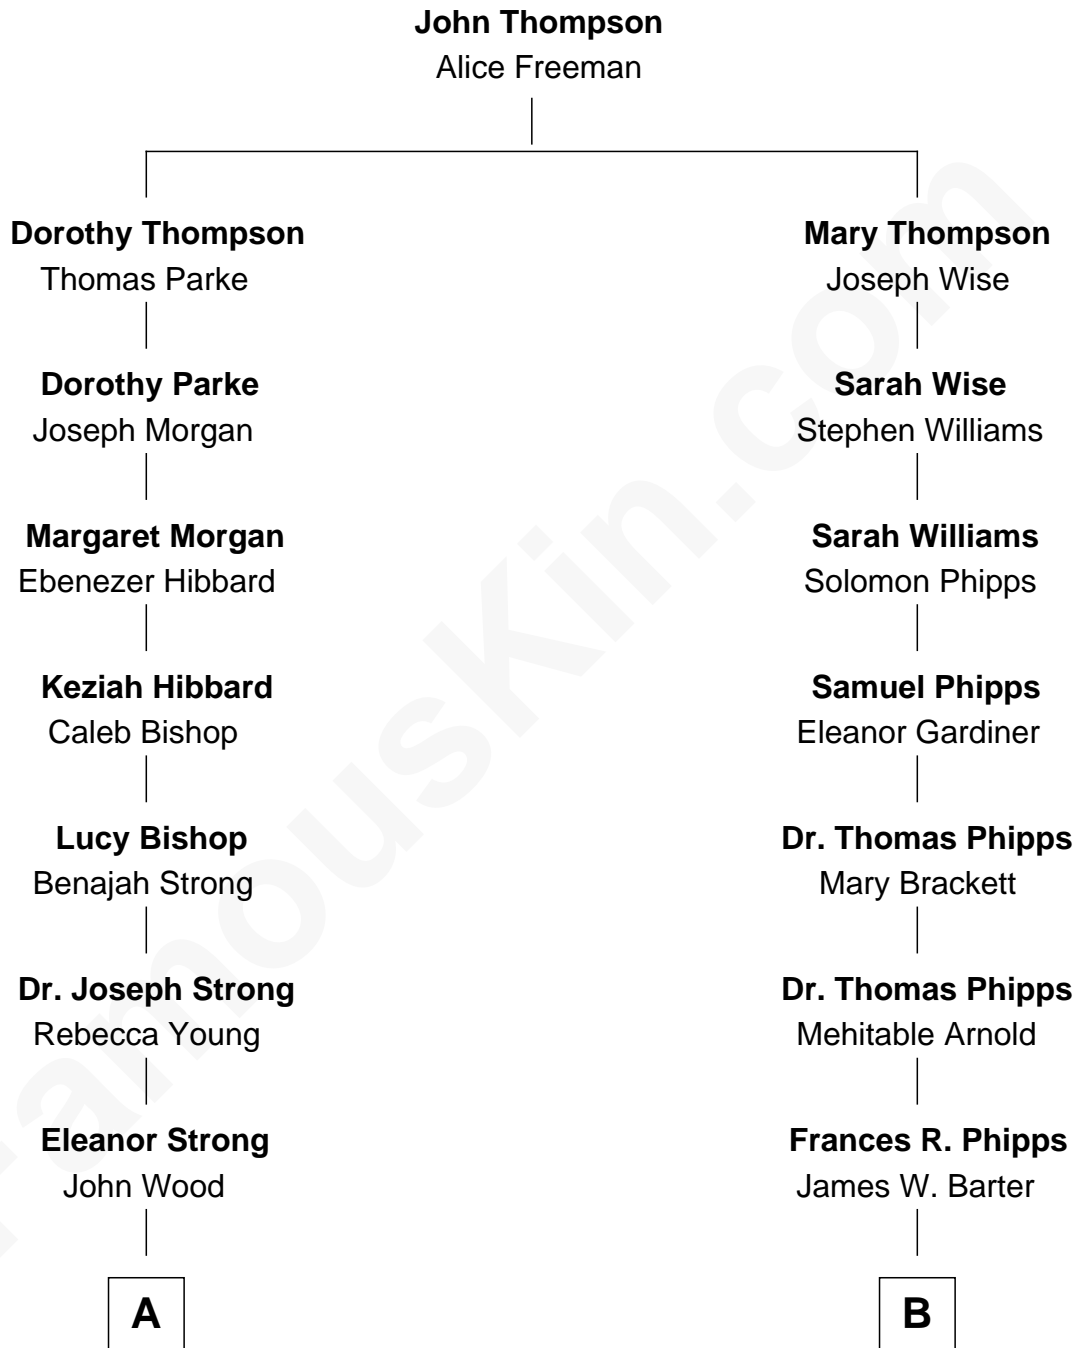 John Thompson
Alice Freeman
Dorothy Thompson
Thomas Parke
Mary Thompson
Joseph Wise
Dorothy Parke
Joseph Morgan
Sarah Wise
Stephen Williams
Margaret Morgan
Ebenezer Hibbard
Sarah Williams
Solomon Phipps
Keziah Hibbard
Caleb Bishop
Samuel Phipps
Eleanor Gardiner
Lucy Bishop
Benajah Strong
Dr. Thomas Phipps
Mary Brackett
Dr. Joseph Strong
Rebecca Young
Dr. Thomas Phipps
Mehitable Arnold
Eleanor Strong
John Wood
Frances R. Phipps
James W. Barter
A
B
FamousKin.com